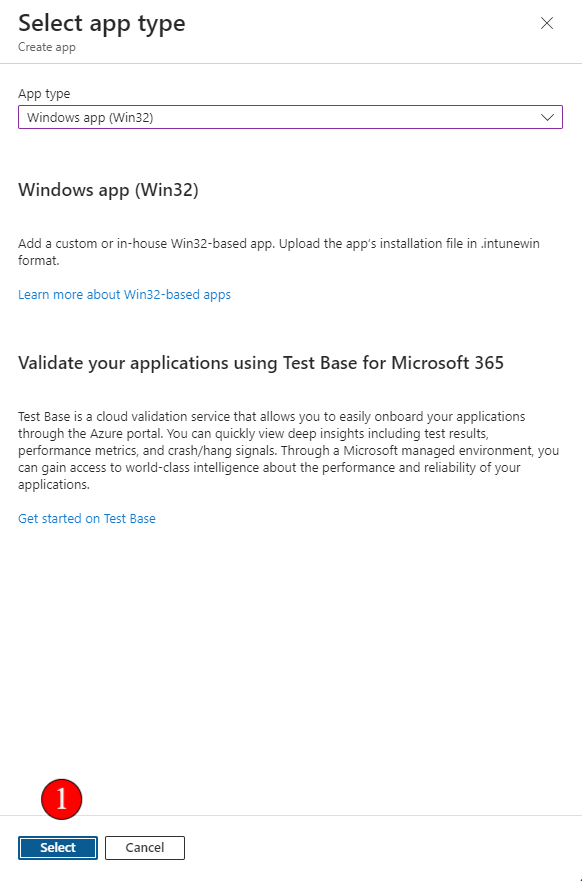 Select app type
Create app
App type
Windows app (Win32)
Windows app (Win32)
Add a custom or in-house Win32-based app. Upload the app's installation file in .intunewin
format.
Learn more about Win32-based apps
Validate your applications using Test Base for Microsoft 365
Test Base is a cloud validation service that allows you to easily onboard your applications
through the Azure portal. You can quickly view deep insights including test results,
performance metrics, and crash/hang signals. Through a Microsoft managed environment, you
can gain access to world-class intelligence about the performance and reliability of your
applications.
Get started on Test Base
1
Select Cancel